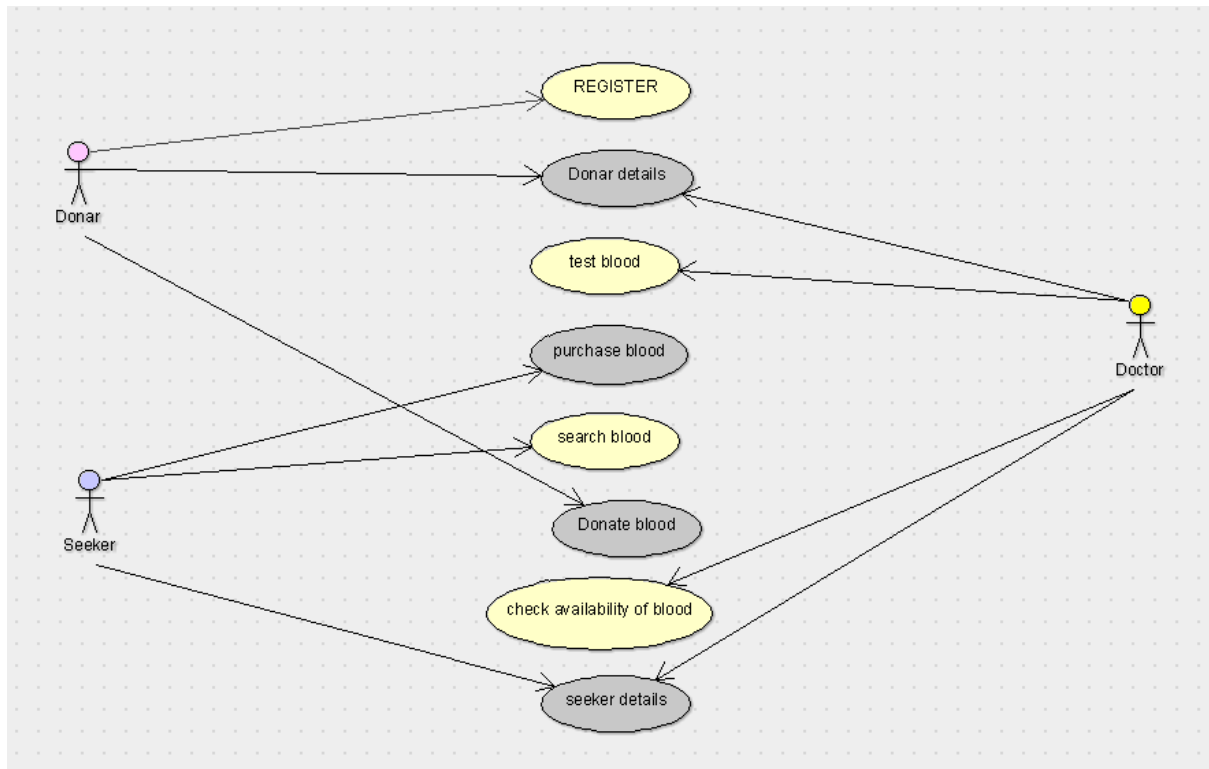 REGISTER
Donar details
Donar
test blood
purchase blood
Doctor
search blood
Donate blood
Seeker
check availability of blood
seeker details